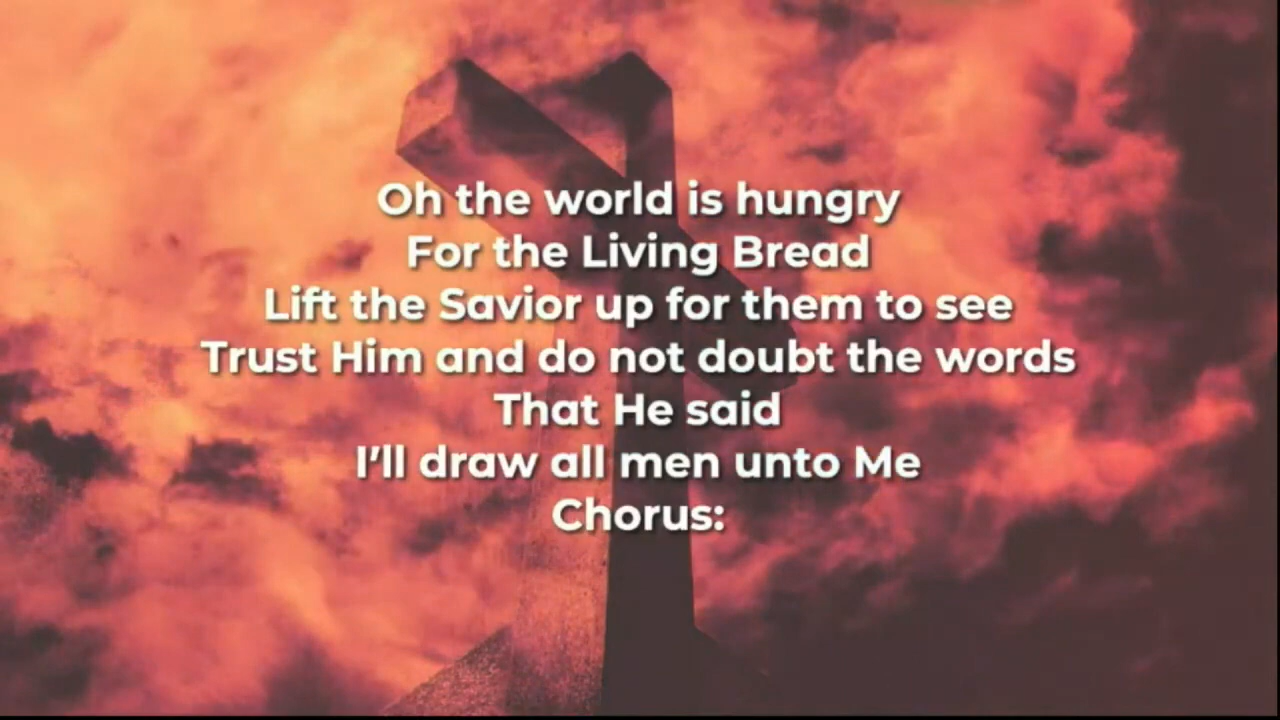 Oh the world is hungry
For the Living Bread
Lift the Savior up for them to see
Trust Him and do not doubt the words
That He said
I'll draw all men unto Me
Chorus: